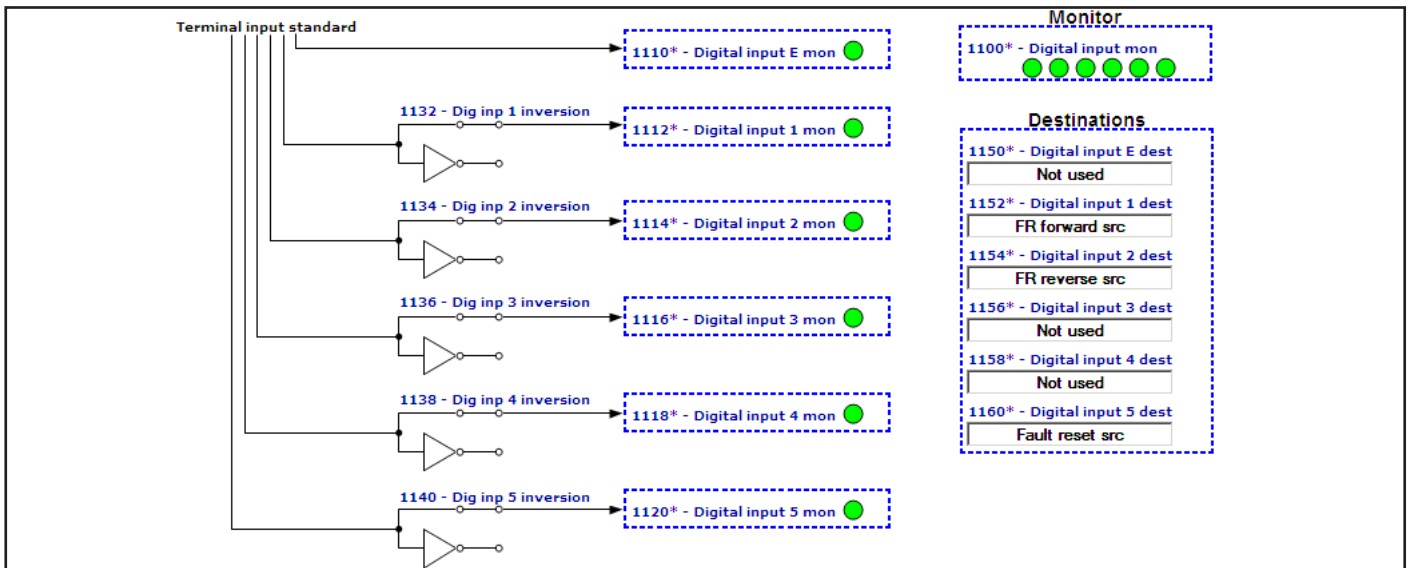 Terminal input standard
1110* - Digital input E mon
1132 - Dig inp 1 inversion
1112* - Digital input 1 mon
1134 - Dig inp 2 inversion
1114* - Digital input 2 mon
1136 - Dig inp 3 inversion
1116* - Digital input 3 mon
1138 - Dig inp 4 inversion
1118* - Digital input 4 mon
1140 - Dig inp 5 inversion
1120* - Digital input 5 mon
Monitor
1100* - Digital input mon
Destinations
1150* - Digital input E dest
Not used
1152* - Digital input 1 dest
FR forward src
1154* - Digital input 2 dest
FR reverse src
1156* - Digital input 3 dest
Not used
1158* - Digital input 4 dest
Not used
1160* - Digital input 5 dest
Fault reset src